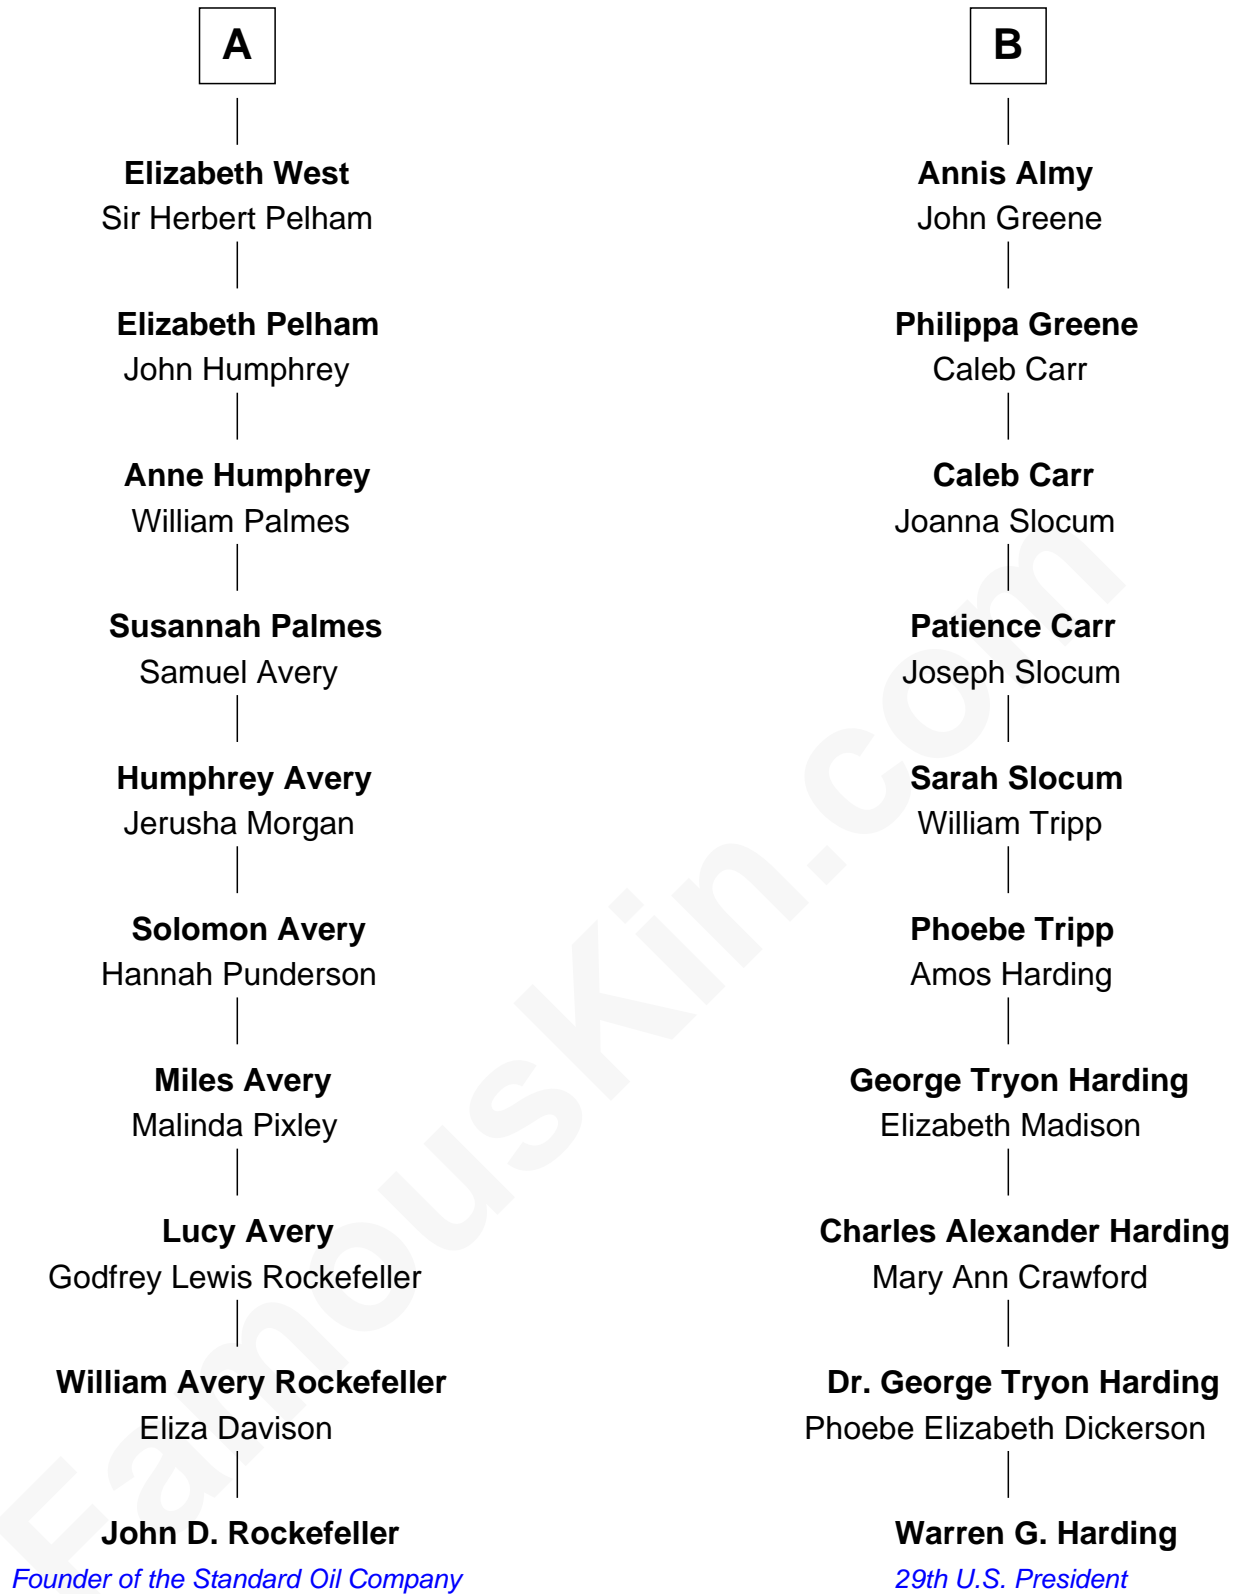 A
Elizabeth West
Sir Herbert Pelham
Elizabeth Pelham
John Humphrey
Anne Humphrey
William Palmes
Susannah Palmes
Samuel Avery
Humphrey Avery
Jerusha Morgan
Solomon Avery
Hannah Punderson
Miles Avery
Malinda Pixley
Lucy Avery
Godfrey Lewis Rockefeller
William Avery Rockefeller
Eliza Davison
John D. Rockefeller
Founder of the Standard Oil Company
B
Annis Almy
John Greene
Philippa Greene
Caleb Carr
Caleb Carr
Joanna Slocum
Patience Carr
Joseph Slocum
Sarah Slocum
William Tripp
Phoebe Tripp
Amos Harding
George Tryon Harding
Elizabeth Madison
Charles Alexander Harding
Mary Ann Crawford
Dr. George Tryon Harding
Phoebe Elizabeth Dickerson
Warren G. Harding
29th U.S. President
FamousKin.com